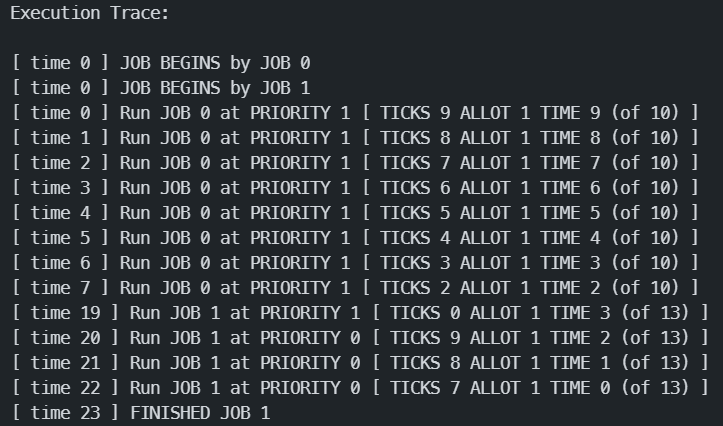 Execution Trace:
[ time 0 ] JOB BEGINS by JOB 0
[ time 0 ] JOB BEGINS by JOB 1
[ time 0 ] Run JOB 0 at PRIORITY 1 [ TICKS 9 ALLOT 1 TIME 9 (of 10) ]
[ time 1 ] Run JOB 0 at PRIORITY 1 [ TICKS 8 ALLOT 1 TIME 8 (of 10) ]
[ time 2 ] Run JOB 0 at PRIORITY 1 [ TICKS 7 ALLOT 1 TIME 7 (of 10) ]
[ time 3 ] Run JOB 0 at PRIORITY 1 [ TICKS 6 ALLOT 1 TIME 6 (of 10) ]
[ time 4 ] Run JOB 0 at PRIORITY 1 [ TICKS 5 ALLOT 1 TIME 5 (of 10) ]
[ time 5 ] Run JOB 0 at PRIORITY 1 [ TICKS 4 ALLOT 1 TIME 4 (of 10) ]
[ time 6 ] Run JOB 0 at PRIORITY 1 [ TICKS 3 ALLOT 1 TIME 3 (of 10) ]
[ time 7 ] Run JOB 0 at PRIORITY 1 [ TICKS 2 ALLOT 1 TIME 2 (of 10) ]
[ time 19 ] Run JOB 1 at PRIORITY 1 [ TICKS 0 ALLOT 1 TIME 3 (of 13) ]
[ time 20 ] Run JOB 1 at PRIORITY 0 [ TICKS 9 ALLOT 1 TIME 2 (of 13) ]
[ time 21 ] Run JOB 1 at PRIORITY 0 [ TICKS 8 ALLOT 1 TIME 1 (of 13) ]
[ time 22 ] Run JOB 1 at PRIORITY 0 [ TICKS 7 ALLOT 1 TIME 0 (of 13) ]
[ time 23 ] FINISHED JOB 1